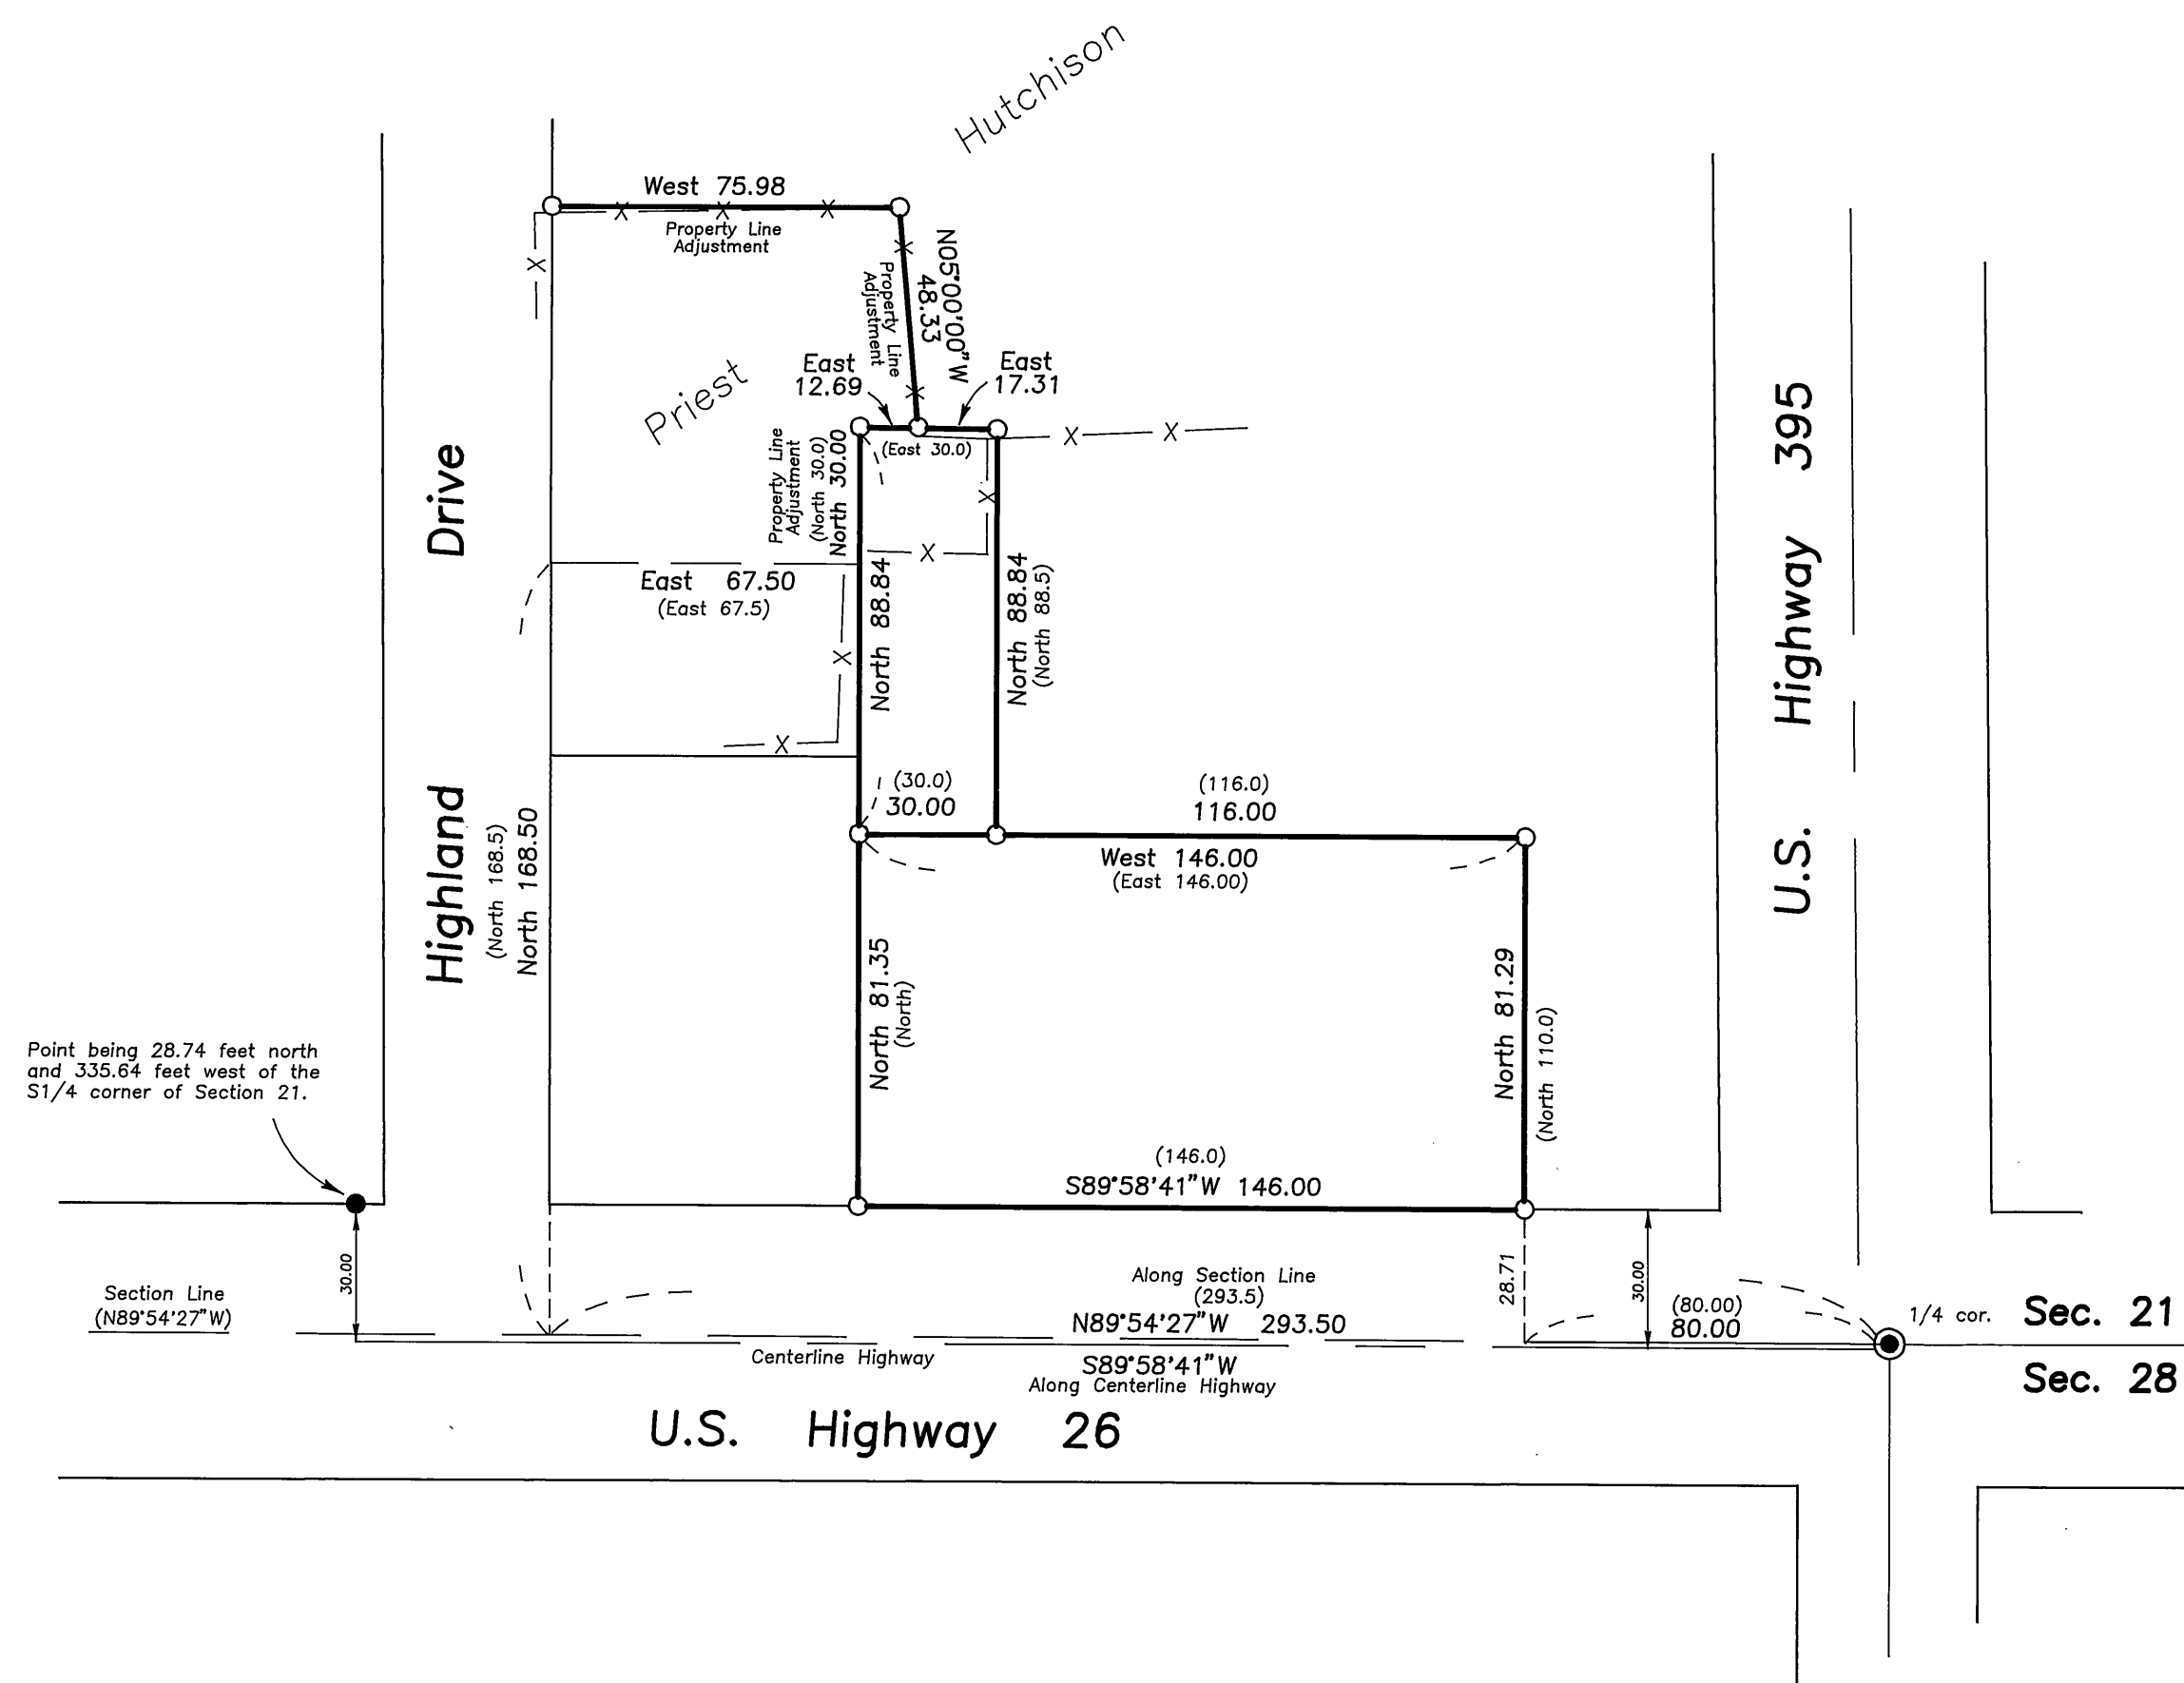 Hutchison
West 75.98
Property Line
Adjustment
N05°00'00"W
48.33
Property Line
Adjustment
East
12.69
East
17.31
Priest
(East 30.0)
Property Line
Adjustment
(North 30.0)
North 30.00
East 67.50
(East 67.5)
North 88.84
North 88.84
(North 88.5)
Highland Drive
(North 168.5)
North 168.50
U.S. Highway 395
(30.0)
30.00
(116.0)
116.00
West 146.00
(East 146.00)
North 81.35
(North)
North 81.29
(North 110.0)
Point being 28.74 feet north
and 335.64 feet west of the
S1/4 corner of Section 21.
(146.0)
S89°58'41"W 146.00
30.00
Section Line
(N89°54'27"W)
Along Section Line
(293.5)
N89°54'27"W 293.50
28.71
30.00
(80.00)
80.00
1/4 cor.
Sec. 21
Centerline Highway
S89°58'41"W
Along Centerline Highway
Sec. 28
U.S. Highway 26
X
X
X
X
X
X
X
X
X
X
X
X